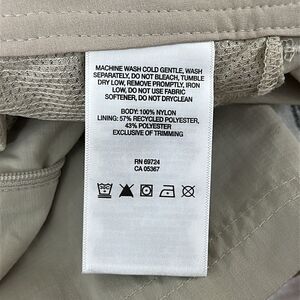 MACHINE WASH COLD GENTLE, WASH
SEPARATELY, DO NOT BLEACH, TUMBLE
DRY LOW, REMOVE PROMPTLY, IRON
LOW, DO NOT USE FABRIC
SOFTENER, DO NOT DRYCLEAN
BODY: 100% NYLON
LINING: 57% RECYCLED POLYESTER,
43% POLYESTER
EXCLUSIVE OF TRIMMING
RN 69724
CA 05367